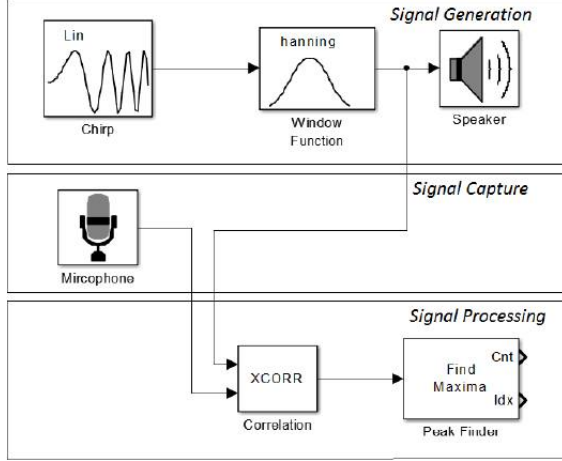 Signal Generation
Lin
Chirp
hanning
Window
Function
Speaker
Signal Capture
Mircophone
Signal Processing
XCORR
Correlation
Find
Maxima
Cnt
Idx
Peak Finder